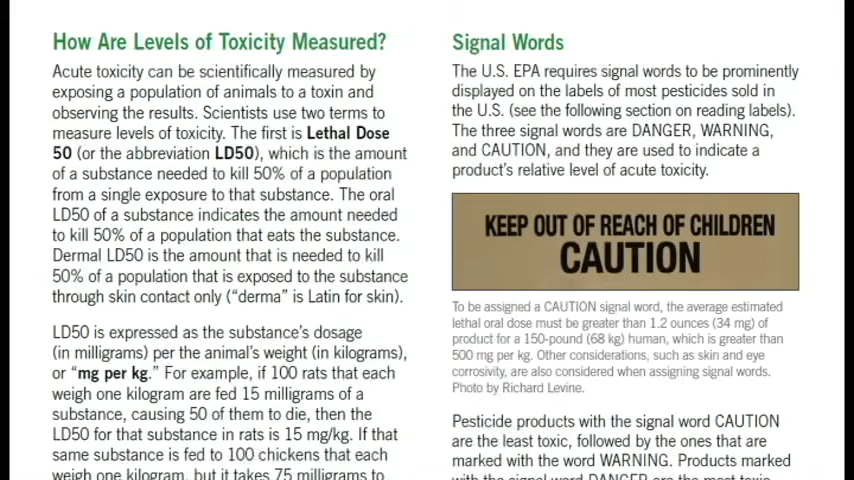 How Are Levels of Toxicity Measured?
Acute toxicity can be scientifically measured by
exposing a population of animals to a toxin and
observing the results. Scientists use two terms to
measure levels of toxicity. The first is Lethal Dose
50 (or the abbreviation LD50), which is the amount
of a substance needed to kill 50% of a population
from a single exposure to that substance. The oral
LD50 of a substance indicates the amount needed
to kill 50% of a population that eats the substance.
Dermal LD50 is the amount that is needed to kill
50% of a population that is exposed to the substance
through skin contact only (“derma” is Latin for skin).
LD50 is expressed as the substance’s dosage
(in milligrams) per the animal’s weight (in kilograms),
or “mg per kg.” For example, if 100 rats that each
weigh one kilogram are fed 15 milligrams of a
substance, causing 50 of them to die, then the
LD50 for that substance in rats is 15 mg/kg. If that
same substance is fed to 100 chickens that each
weigh one kilogram, but it takes 75 milligrams to
Signal Words
The U.S. EPA requires signal words to be prominently
displayed on the labels of most pesticides sold in
the U.S. (see the following section on reading labels).
The three signal words are DANGER, WARNING,
and CAUTION, and they are used to indicate a
product’s relative level of acute toxicity.
KEEP OUT OF REACH OF CHILDREN
CAUTION
To be assigned a CAUTION signal word, the average estimated
lethal oral dose must be greater than 1.2 ounces (34 mg) of
product for a 150-pound (68 kg) human, which is greater than
500 mg per kg. Other considerations, such as skin and eye
corrosivity, are also considered when assigning signal words.
Photo by Richard Levine.
Pesticide products with the signal word CAUTION
are the least toxic, followed by the ones that are
marked with the word WARNING. Products marked
with the signal word DANGER are the most toxic